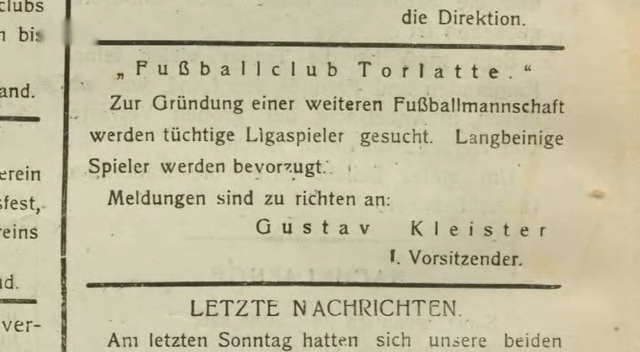 clubs
bis
and.
erein
sfest,
eins
d.
ver-
die Direktion.
„Fußballclub Torlatte.“
Zur Gründung einer weiteren Fußballmannschaft
werden tüchtige Ligaspieler gesucht. Langbeinige
Spieler werden bevorzugt.
Meldungen sind zu richten an:
Gustav Kleister
I. Vorsitzender.
LETZTE NACHRICHTEN.
Am letzten Sonntag hatten sich unsere beiden